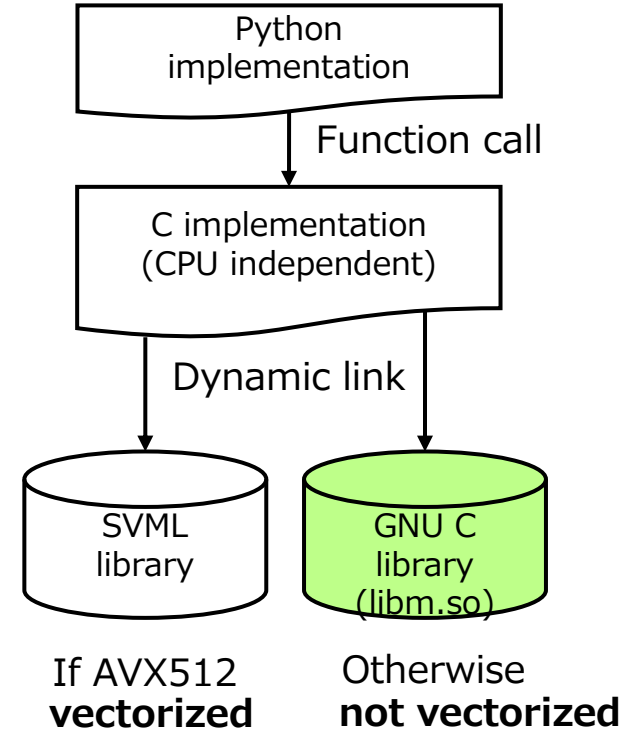 Python
implementation
Function call
C implementation
(CPU independent)
Dynamic link
SVML
library
GNU C
library
(libm.so)
If AVX512
vectorized
Otherwise
not vectorized